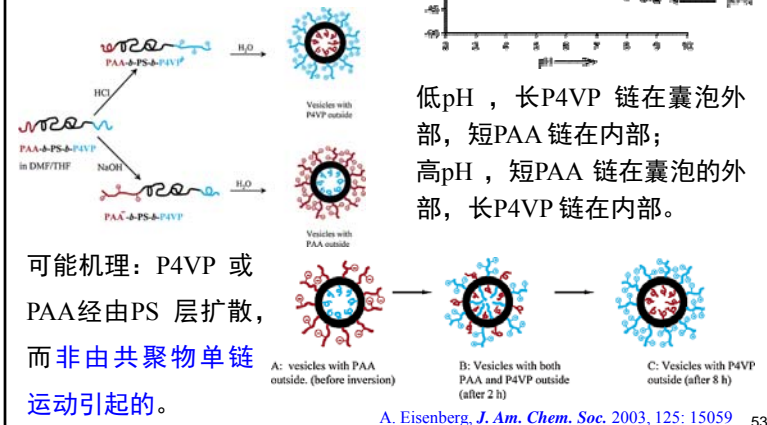 PAA-b-PS-b-P4VP
H₂O
HCl
Vesicles with
P4VP outside
PAA-b-PS-b-P4VP
in DMF/THF
NaOH
PAA⁻-b-PS-b-P4VP
H₂O
Vesicles with
PAA outside
pH
低pH ，长P4VP 链在囊泡外
部，短PAA 链在内部；
高pH ，短PAA 链在囊泡的外
部，长P4VP 链在内部。
可能机理：P4VP 或
PAA经由PS 层扩散，
而非由共聚物单链
运动引起的。
A: vesicles with PAA
outside. (before inversion)
B: Vesicles with both
PAA and P4VP outside
(after 2 h)
C: Vesicles with P4VP
outside (after 8 h)
A. Eisenberg, J. Am. Chem. Soc. 2003, 125: 15059
53